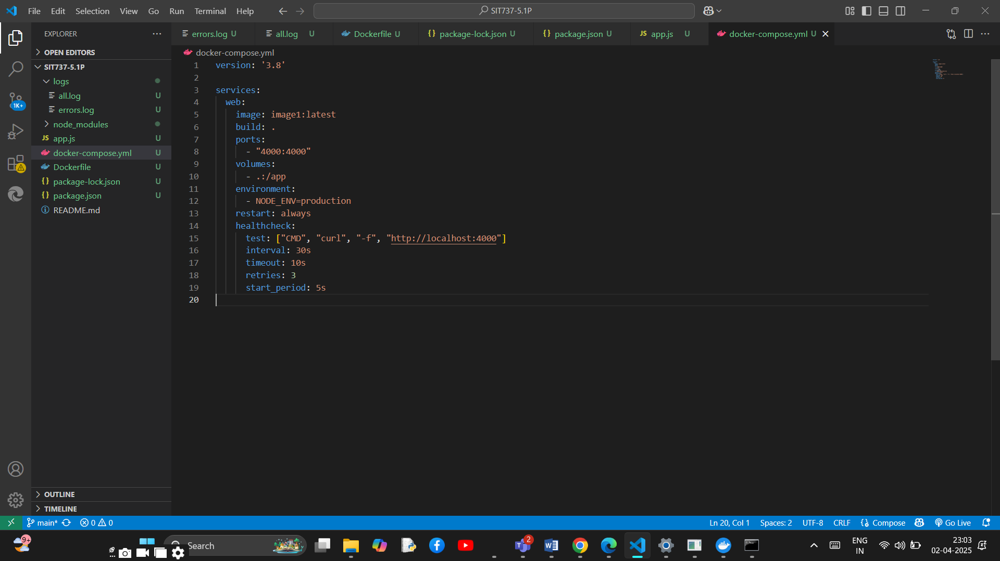 File Edit Selection View Go Run Terminal Help
SIT737-5.1P
EXPLORER
OPEN EDITORS
SIT737-5.1P
logs
all.log U
errors.log U
node_modules
app.js U
docker-compose.yml U
Dockerfile U
package-lock.json U
package.json U
README.md
1K+
OUTLINE
TIMELINE
errors.log U
all.log U
Dockerfile U
package-lock.json U
package.json U
JS app.js U
docker-compose.yml U
docker-compose.yml
1 version: '3.8'
2
3 services:
4 web:
5 image: image1:latest
6 build: .
7 ports:
8 - "4000:4000"
9 volumes:
10 - .:/app
11 environment:
12 - NODE_ENV=production
13 restart: always
14 healthcheck:
15 test: ["CMD", "curl", "-f", "http://localhost:4000"]
16 interval: 30s
17 timeout: 10s
18 retries: 3
19 start_period: 5s
20
main* 0 0
Ln 20, Col 1 Spaces: 2 UTF-8 CRLF Compose Go Live
9+
Search
2
ENG
IN
23:03
02-04-2025